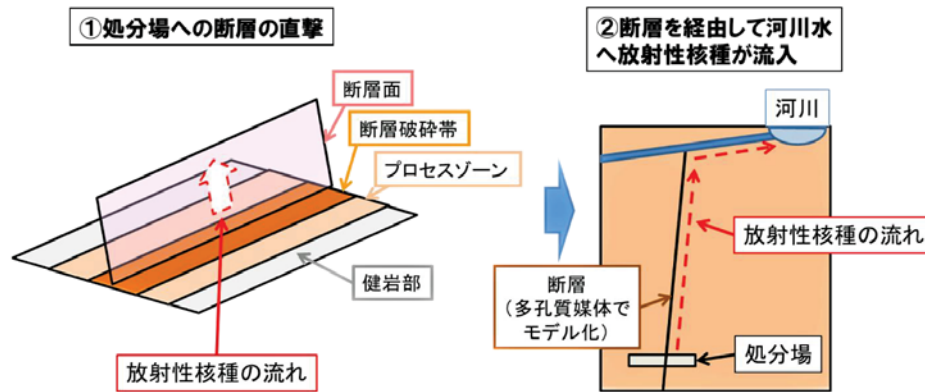 ①処分場への断層の直撃
断層面
断層破砕帯
プロセスゾーン
健岩部
放射性核種の流れ
②断層を経由して河川水
へ放射性核種が流入
河川
放射性核種の流れ
断層
(多孔質媒体で
モデル化)
処分場